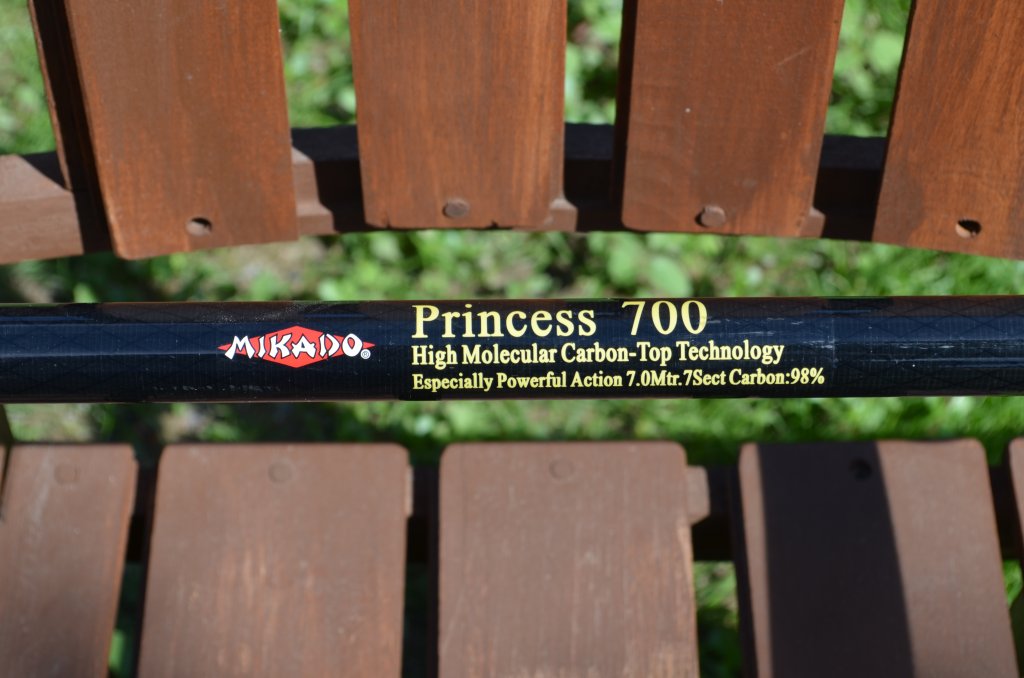 MIKADO®
Princess 700
High Molecular Carbon-Top Technology
Especially Powerful Action 7.0Mtr.7Sect Carbon:98%